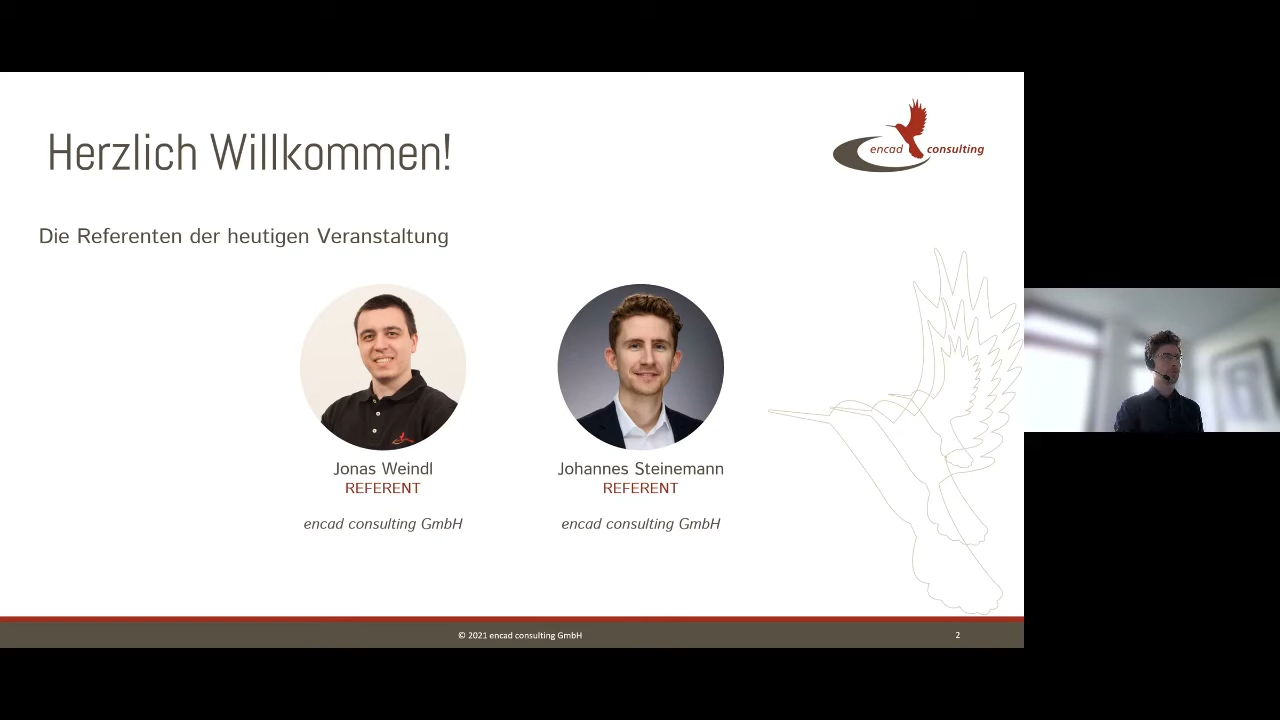 Herzlich Willkommen!
encad consulting
Die Referenten der heutigen Veranstaltung
Jonas Weindl
REFERENT
encad consulting GmbH
Johannes Steinemann
REFERENT
encad consulting GmbH
© 2021 encad consulting GmbH
2